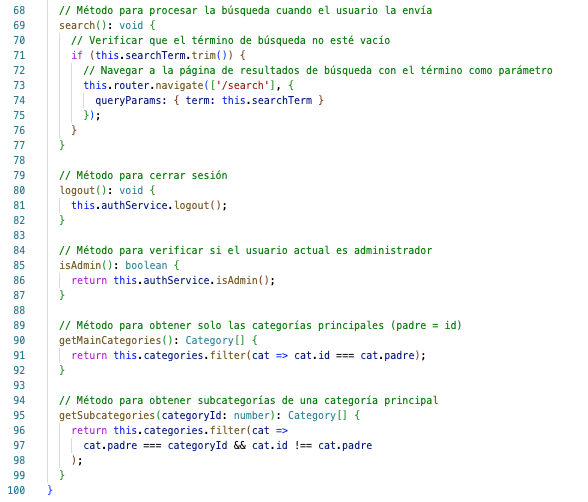 68 // Método para procesar la búsqueda cuando el usuario la envía
69 search(): void {
70 // Verificar que el término de búsqueda no esté vacío
71 if (this.searchTerm.trim()) {
72 // Navegar a la página de resultados de búsqueda con el término como parámetro
73 this.router.navigate(['/search'], {
74 queryParams: { term: this.searchTerm }
75 });
76 }
77 }
78
79 // Método para cerrar sesión
80 logout(): void {
81 this.authService.logout();
82 }
83
84 // Método para verificar si el usuario actual es administrador
85 isAdmin(): boolean {
86 return this.authService.isAdmin();
87 }
88
89 // Método para obtener solo las categorías principales (padre = id)
90 getMainCategories(): Category[] {
91 return this.categories.filter(cat => cat.id === cat.padre);
92 }
93
94 // Método para obtener subcategorías de una categoría principal
95 getSubcategories(categoryId: number): Category[] {
96 return this.categories.filter(cat =>
97 cat.padre === categoryId && cat.id !== cat.padre
98 );
99 }
100 }